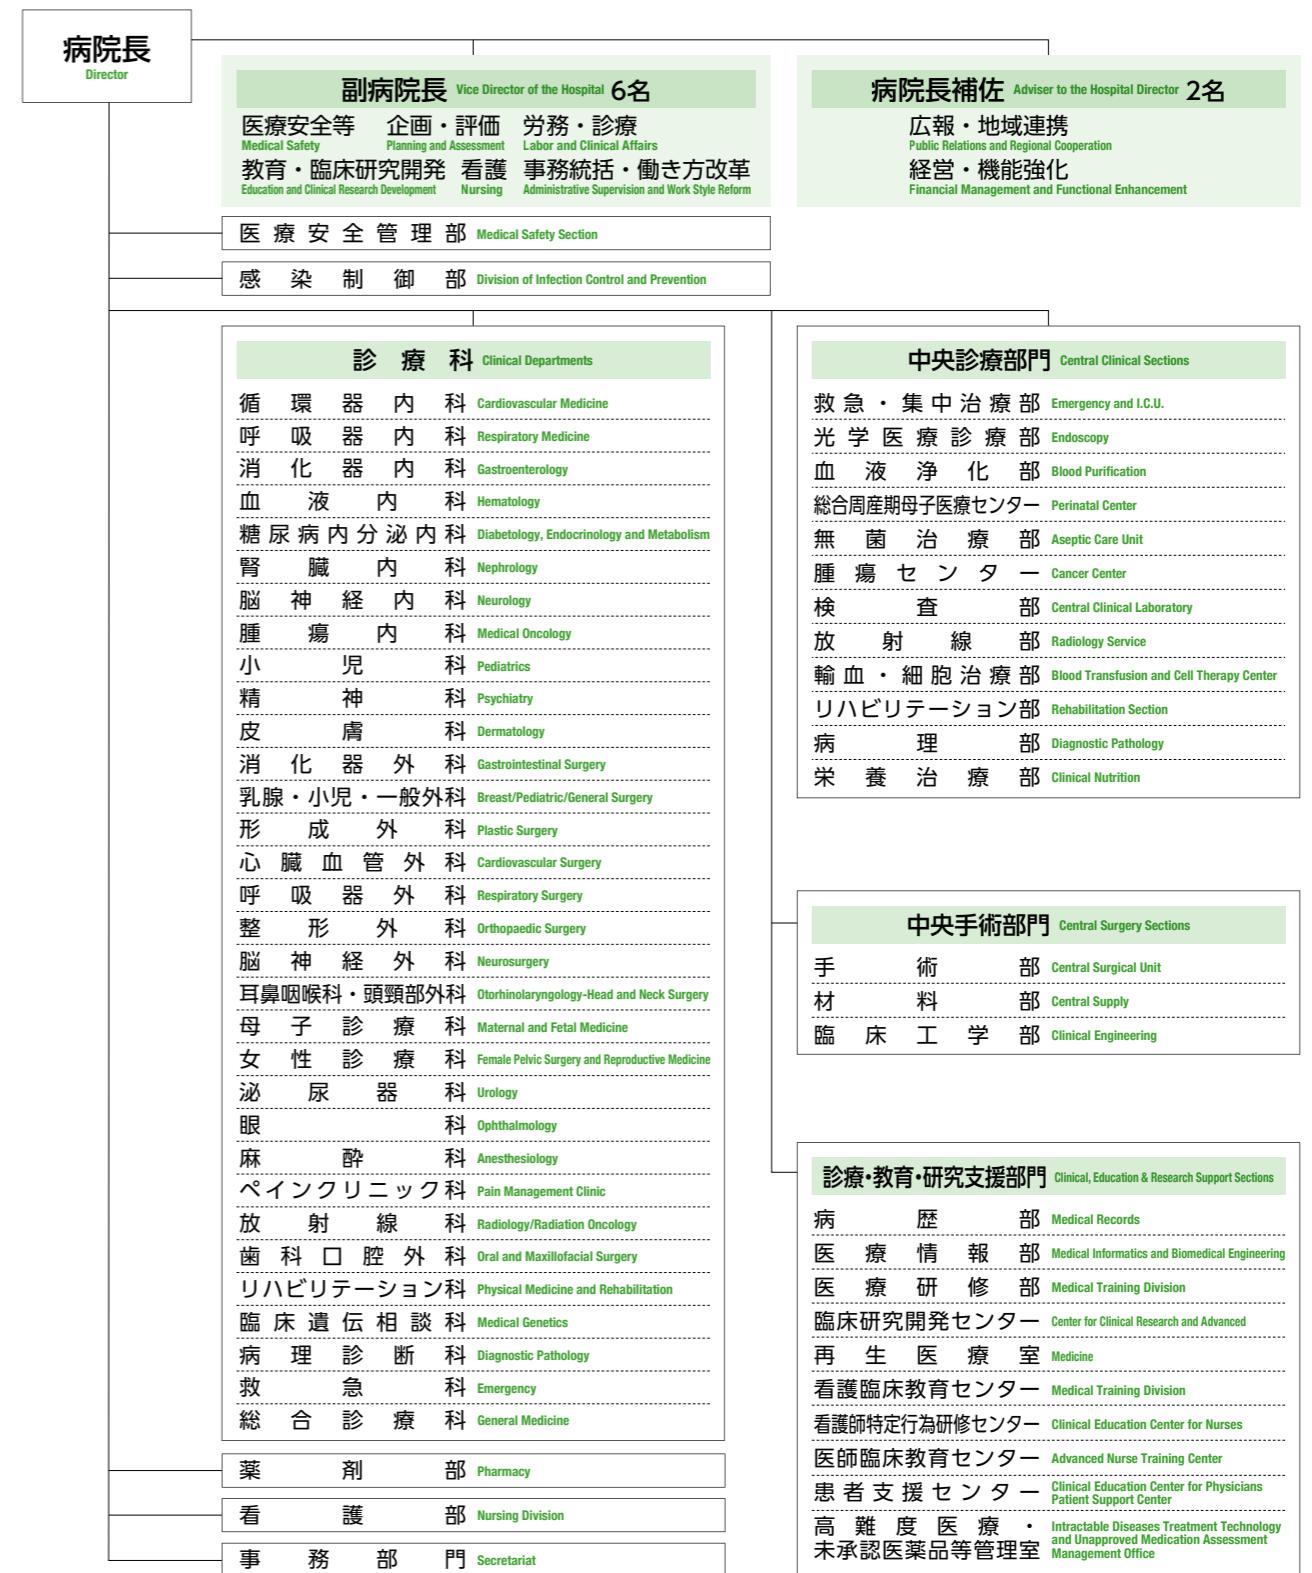 病院長
Director
副病院長 Vice Director of the Hospital 6名
医療安全等 企画・評価 労務・診療
Medical Safety Planning and Assessment Labor and Clinical Affairs
教育・臨床研究開発 看護 事務統括・働き方改革
Education and Clinical Research Development Nursing Administrative Supervision and Work Style Reform
病院長補佐 Adviser to the Hospital Director 2名
広報・地域連携
Public Relations and Regional Cooperation
経営・機能強化
Financial Management and Functional Enhancement
医療安全管理部 Medical Safety Section
感染制御部 Division of Infection Control and Prevention
診療科 Clinical Departments
循環器内科 Cardiovascular Medicine
呼吸器内科 Respiratory Medicine
消化器内科 Gastroenterology
血液内科 Hematology
糖尿病内分泌内科 Diabetology, Endocrinology and Metabolism
腎臓内科 Nephrology
脳神経内科 Neurology
腫瘍内科 Medical Oncology
小児科 Pediatrics
精神科 Psychiatry
皮膚科 Dermatology
消化器外科 Gastrointestinal Surgery
乳腺・小児・一般外科 Breast/Pediatric/General Surgery
形成外科 Plastic Surgery
心臓血管外科 Cardiovascular Surgery
呼吸器外科 Respiratory Surgery
整形外科 Orthopaedic Surgery
脳神経外科 Neurosurgery
耳鼻咽喉科・頭頸部外科 Otorhinolaryngology-Head and Neck Surgery
母子診療科 Maternal and Fetal Medicine
女性診療科 Female Pelvic Surgery and Reproductive Medicine
泌尿器科 Urology
眼科 Ophthalmology
麻酔科 Anesthesiology
ペインクリニック科 Pain Management Clinic
放射線科 Radiology/Radiation Oncology
歯科口腔外科 Oral and Maxillofacial Surgery
リハビリテーション科 Physical Medicine and Rehabilitation
臨床遺伝相談科 Medical Genetics
病理診断科 Diagnostic Pathology
救急科 Emergency
総合診療科 General Medicine
薬剤部 Pharmacy
看護部 Nursing Division
事務部門 Secretariat
中央診療部門 Central Clinical Sections
救急・集中治療部 Emergency and I.C.U.
光学医療診療部 Endoscopy
血液浄化部 Blood Purification
総合周産期母子医療センター Perinatal Center
無菌治療部 Aseptic Care Unit
腫瘍センター Cancer Center
検査部 Central Clinical Laboratory
放射線部 Radiology Service
輸血・細胞治療部 Blood Transfusion and Cell Therapy Center
リハビリテーション部 Rehabilitation Section
病理部 Diagnostic Pathology
栄養治療部 Clinical Nutrition
中央手術部門 Central Surgery Sections
手術部 Central Surgical Unit
材料部 Central Supply
臨床工学部 Clinical Engineering
診療・教育・研究支援部門 Clinical, Education & Research Support Sections
病歴部 Medical Records
医療情報部 Medical Informatics and Biomedical Engineering
医療研修部 Medical Training Division
臨床研究開発センター Center for Clinical Research and Advanced
再生医療室 Medicine
看護臨床教育センター Medical Training Division
看護師特定行為研修センター Clinical Education Center for Nurses
医師臨床教育センター Advanced Nurse Training Center
患者支援センター Clinical Education Center for Physicians
Patient Support Center
高難度医療・ Intractable Diseases Treatment Technology
and Unapproved Medication Assessment
未承認医薬品等管理室 Management Office